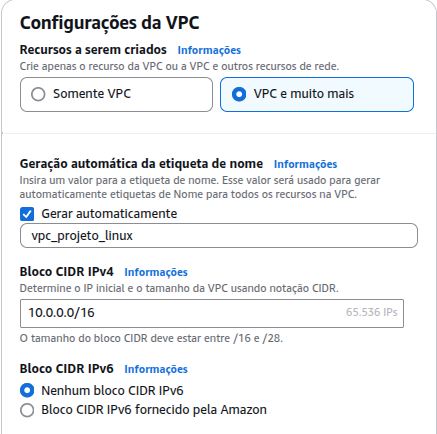 Configurações da VPC
Recursos a serem criados Informações
Crie apenas o recurso da VPC ou a VPC e outros recursos de rede.
Somente VPC
VPC e muito mais
Geração automática da etiqueta de nome Informações
Insira um valor para a etiqueta de nome. Esse valor será usado para gerar
automaticamente etiquetas de Nome para todos os recursos na VPC.
Gerar automaticamente
vpc_projeto_linux
Bloco CIDR IPv4 Informações
Determine o IP inicial e o tamanho da VPC usando notação CIDR.
10.0.0.0/16 65.536 IPs
O tamanho do bloco CIDR deve estar entre /16 e /28.
Bloco CIDR IPv6 Informações
Nenhum bloco CIDR IPv6
Bloco CIDR IPv6 fornecido pela Amazon